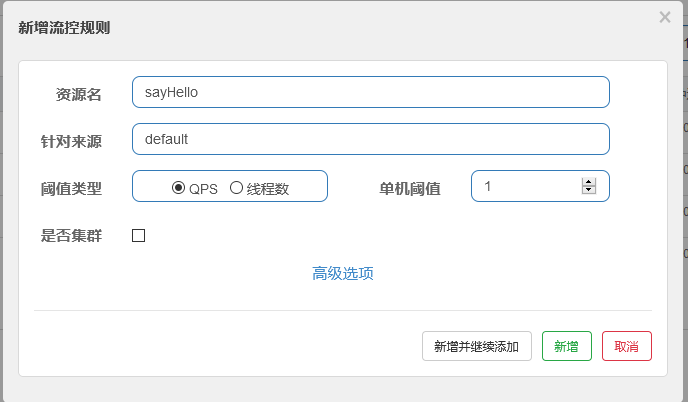 新增流控规则
×
资源名 sayHello
针对来源 default
阈值类型 QPS 线程数 单机阈值 1
是否集群
高级选项
新增并继续添加 新增 取消